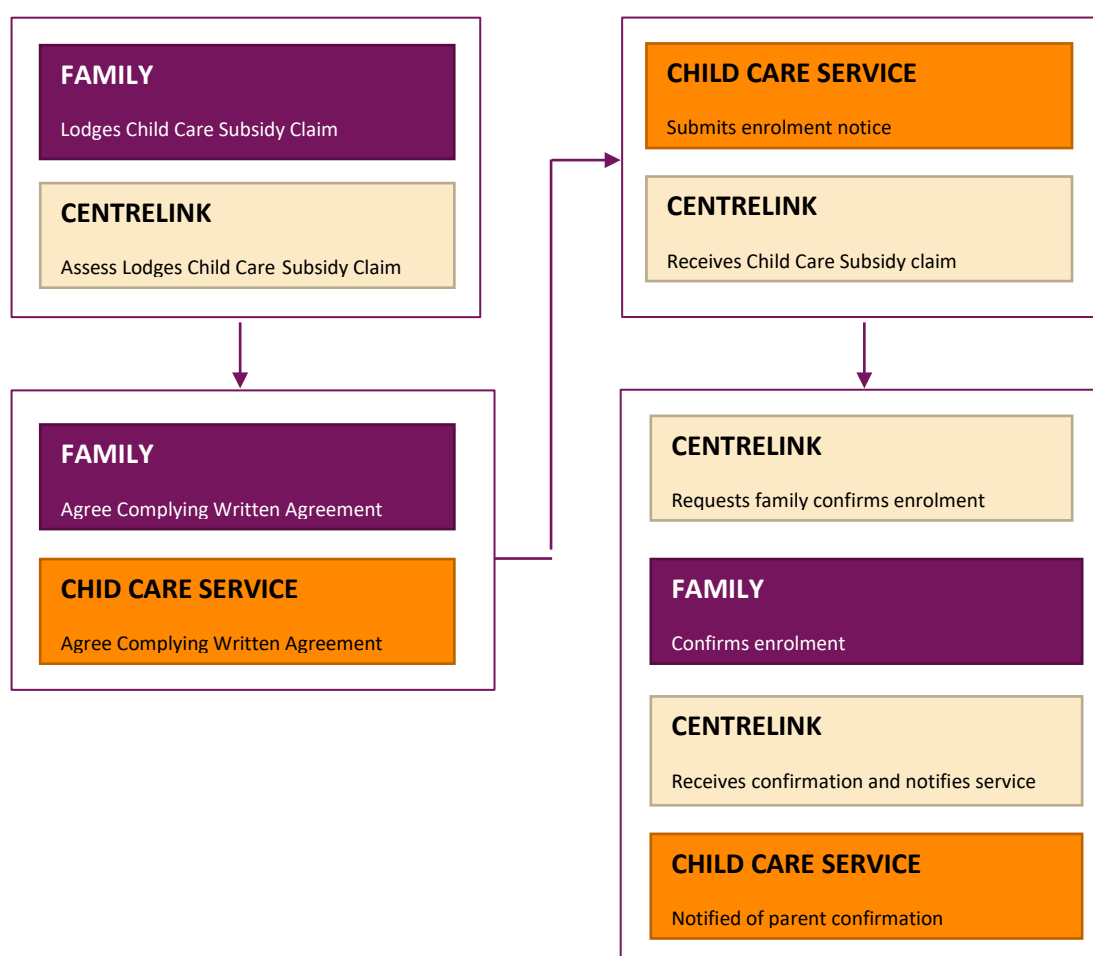 FAMILY
Lodges Child Care Subsidy Claim
CENTRELINK
Assess Lodges Child Care Subsidy Claim
FAMILY
Agree Complying Written Agreement
CHID CARE SERVICE
Agree Complying Written Agreement
CHILD CARE SERVICE
Submits enrolment notice
CENTRELINK
Receives Child Care Subsidy claim
CENTRELINK
Requests family confirms enrolment
FAMILY
Confirms enrolment
CENTRELINK
Receives confirmation and notifies service
CHILD CARE SERVICE
Notified of parent confirmation